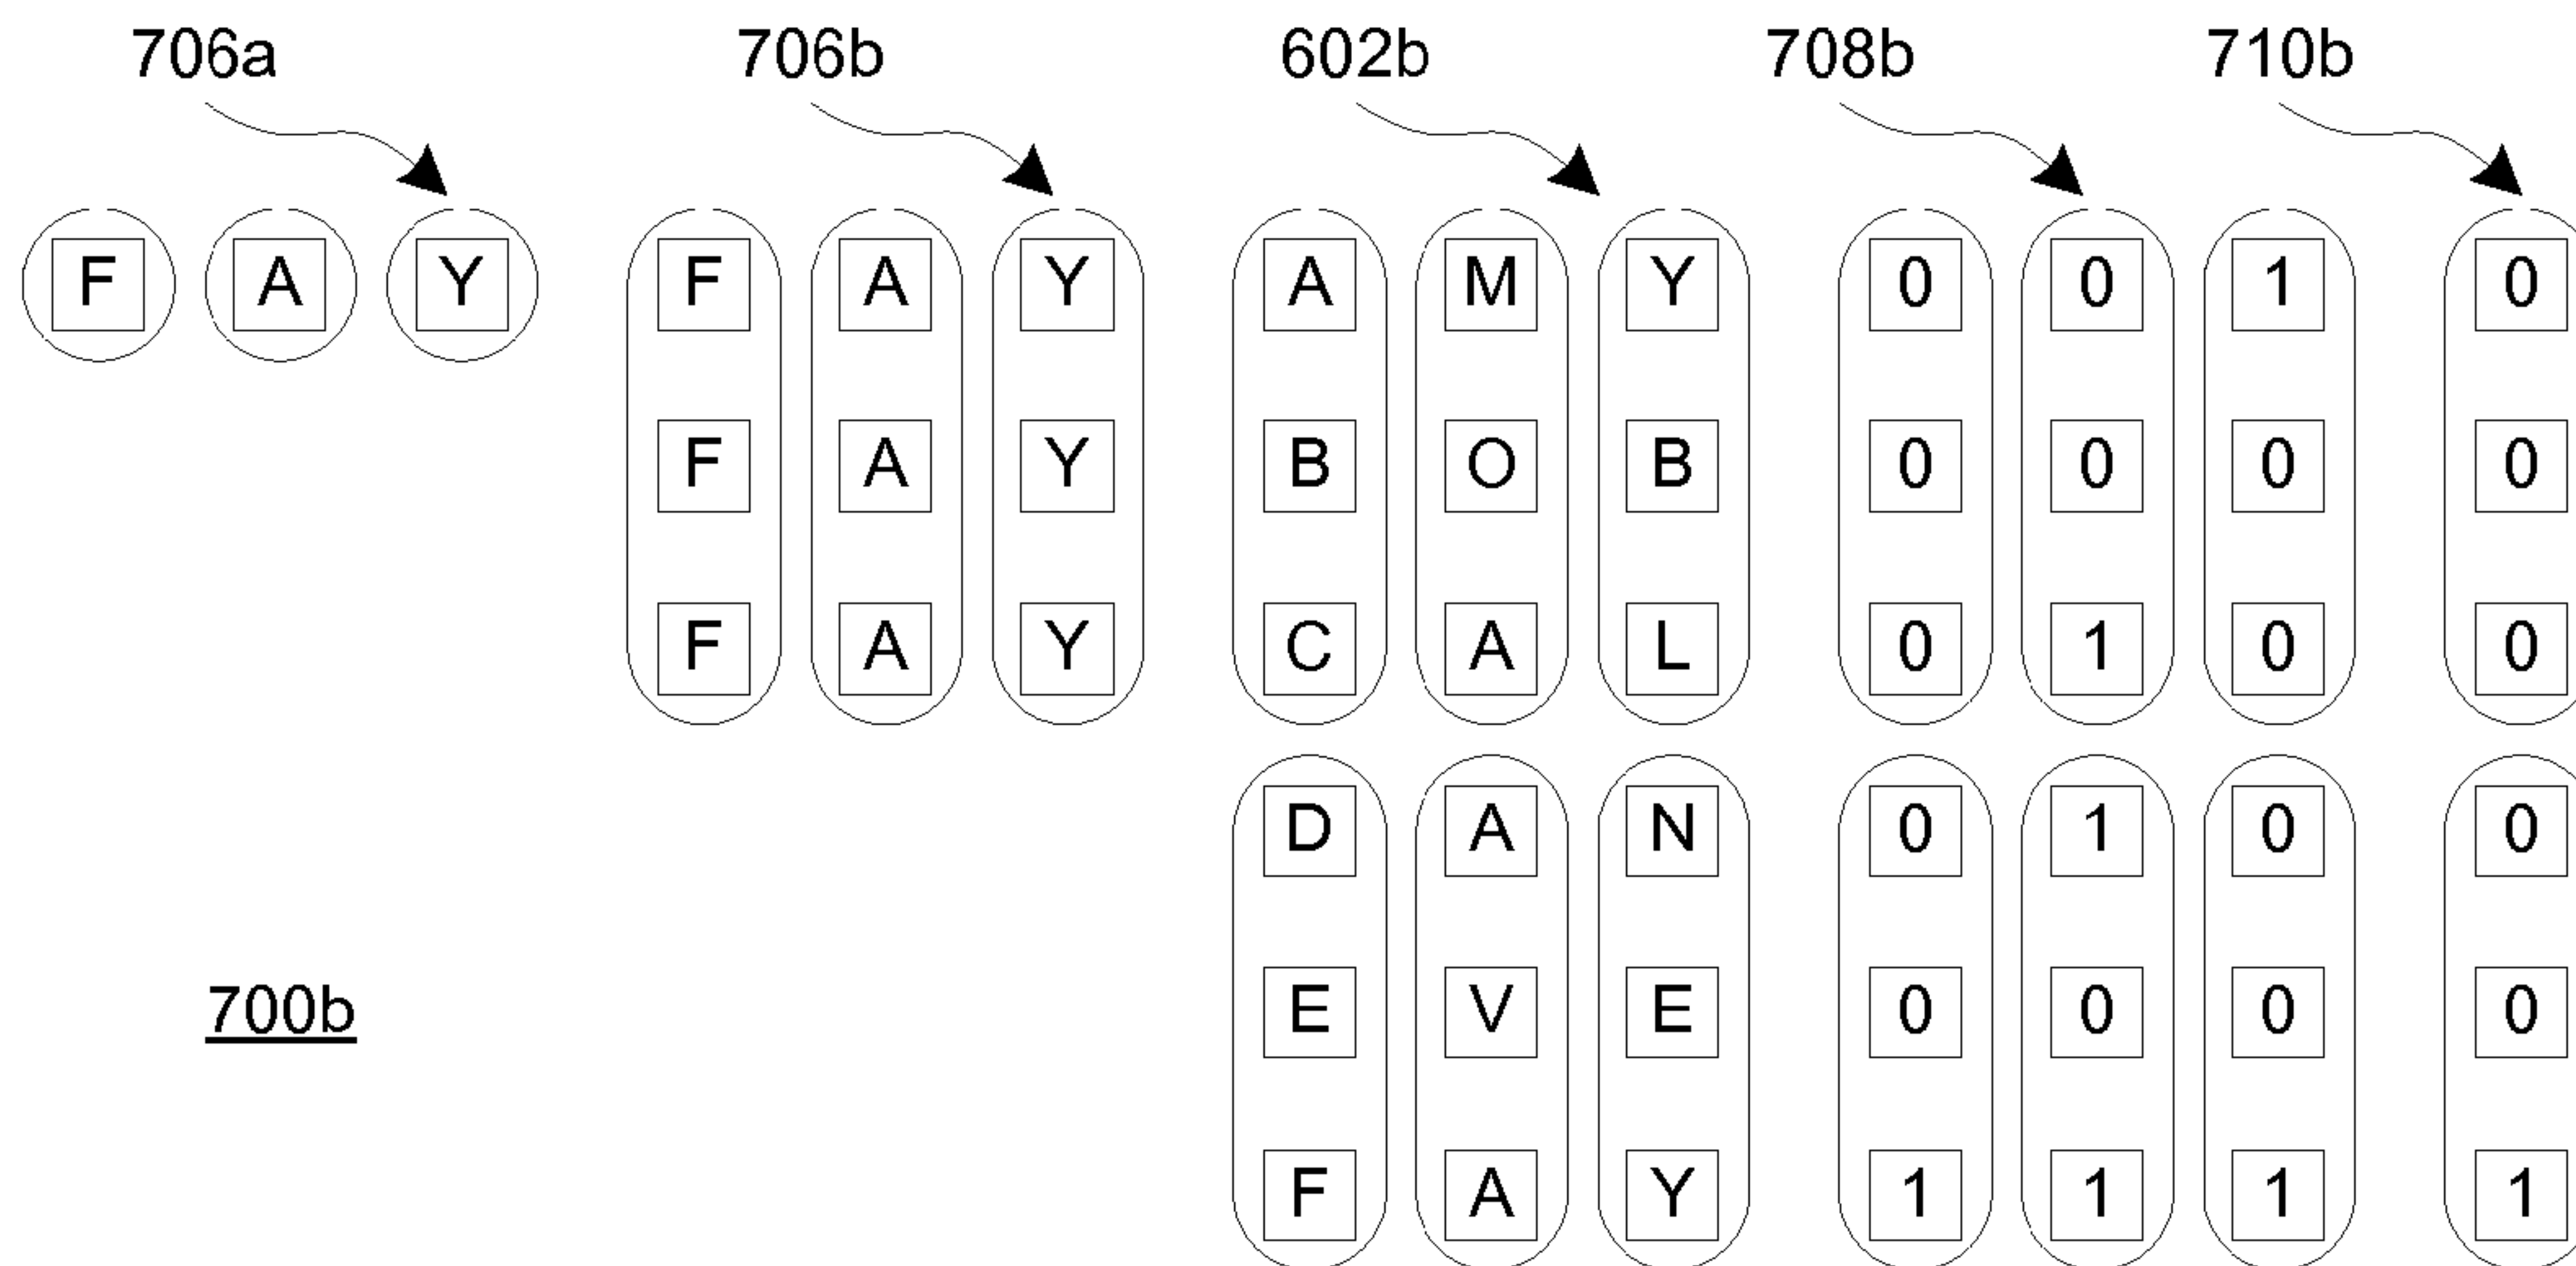 706a 706b 602b 708b 710b
F A Y F A Y A M Y 0 0 1 0
F A Y B O B 0 0 0 0
F A Y C A L 0 1 0 0
D A N 0 1 0 0
700b E V E 0 0 0 0
F A Y 1 1 1 1